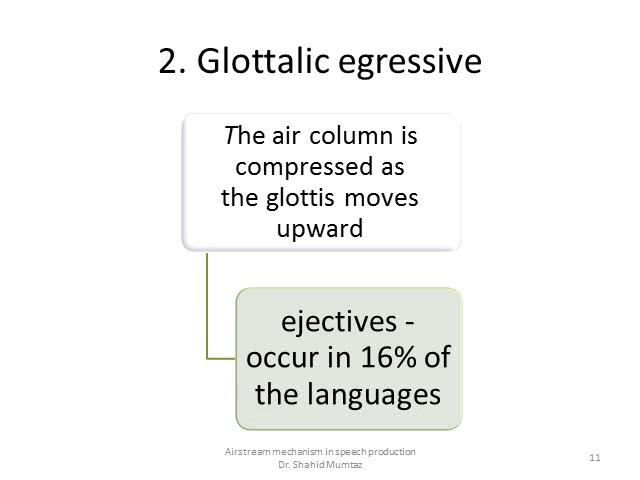 2. Glottalic egressive
The air column is
compressed as
the glottis moves
upward
ejectives -
occur in 16% of
the languages
Airstream mechanism in speech production
Dr. Shahid Mumtaz
11